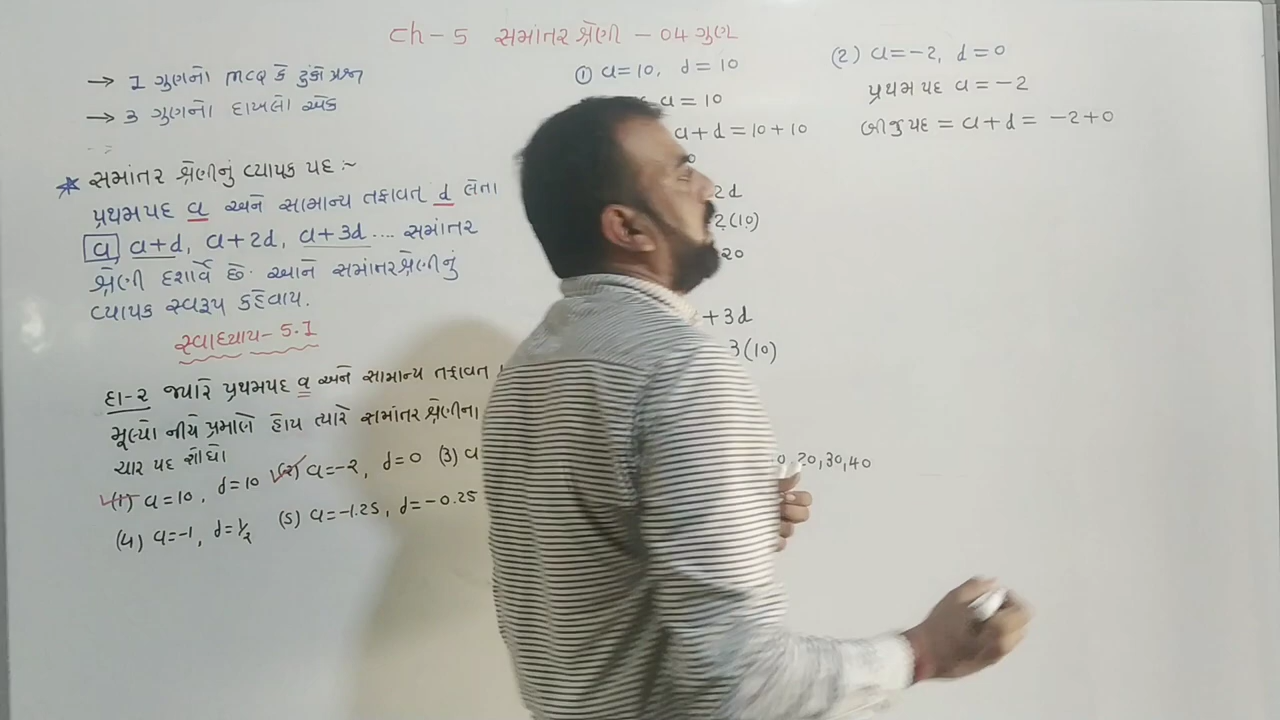 Ch - 5 સમાંતર શ્રેણી - 04 ગુણ
→ 1 ગુણનો MCQ કે ટુંકો પ્રશ્ન
→ 3 ગુણનો દાખલો એક
★ સમાંતર શ્રેણીનું વ્યાપક પદ :~
પ્રથમપદ a અને સામાન્ય તફાવત d લેતા
a, a+d, a+2d, a+3d .... સમાંતર
શ્રેણી દર્શાવે છે. આને સમાંતરશ્રેણીનું
વ્યાપક સ્વરૂપ કહેવાય.
સ્વાધ્યાય - 5.1
દા-2 જ્યારે પ્રથમપદ a અને સામાન્ય તફાવત
મૂલ્યો નીચે પ્રમાણે હોય ત્યારે સમાંતરશ્રેણીના
ચાર પદ શોધો
(1) a=10, d=10 (2) a=-2, d=0 (3) a
(4) a=-1, d=1/2 (5) a=-1.25, d=-0.25
① a=10, d=10
a = 10
a+d = 10+10
0
2d
2(10)
20
+3d
3(10)
0, 20, 30, 40
(2) a=-2, d=0
પ્રથમ પદ a = -2
બીજુ પદ = a+d = -2+0